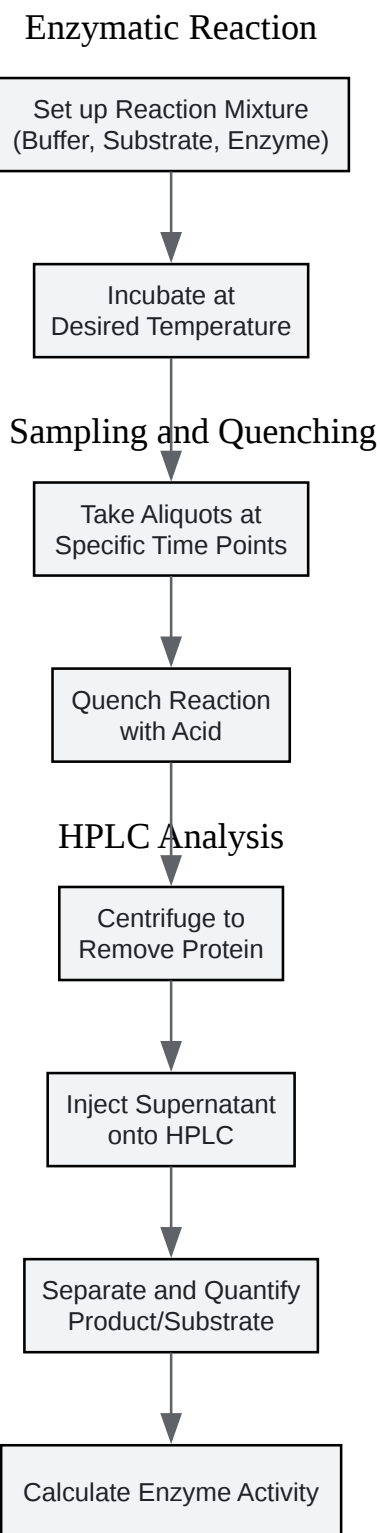 Enzymatic Reaction
Set up Reaction Mixture
(Buffer, Substrate, Enzyme)
Incubate at
Desired Temperature
Sampling and Quenching
Take Aliquots at
Specific Time Points
Quench Reaction
with Acid
HPLC Analysis
Centrifuge to
Remove Protein
Inject Supernatant
onto HPLC
Separate and Quantify
Product/Substrate
Calculate Enzyme Activity